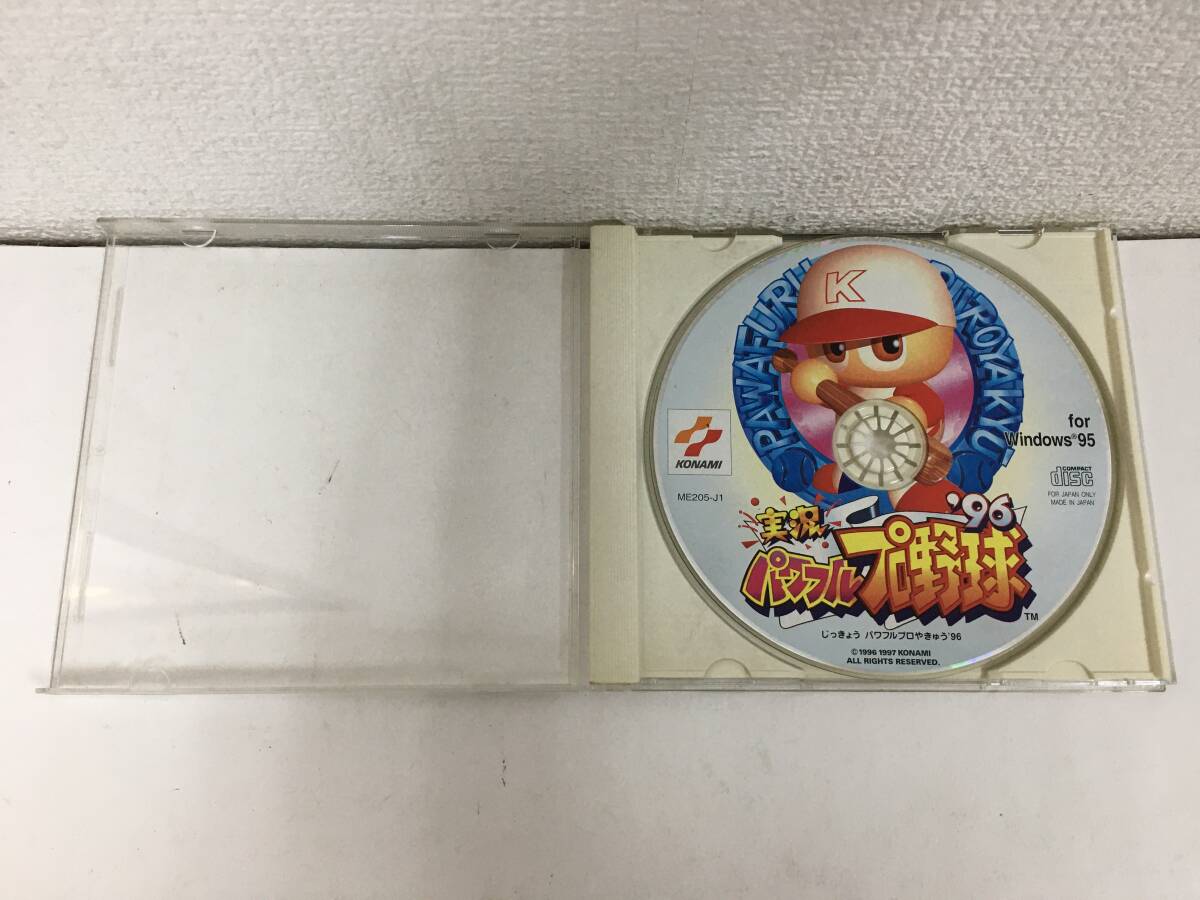 K
PAWAFURU
PUROYAKYU
for
Windows®95
KONAMI
ME205-J1
COMPACT
disc
FOR JAPAN ONLY
MADE IN JAPAN
'96
実況
パワフル
プロ野球
TM
じっきょう パワフルプロやきゅう'96
©1996 1997 KONAMI
ALL RIGHTS RESERVED.